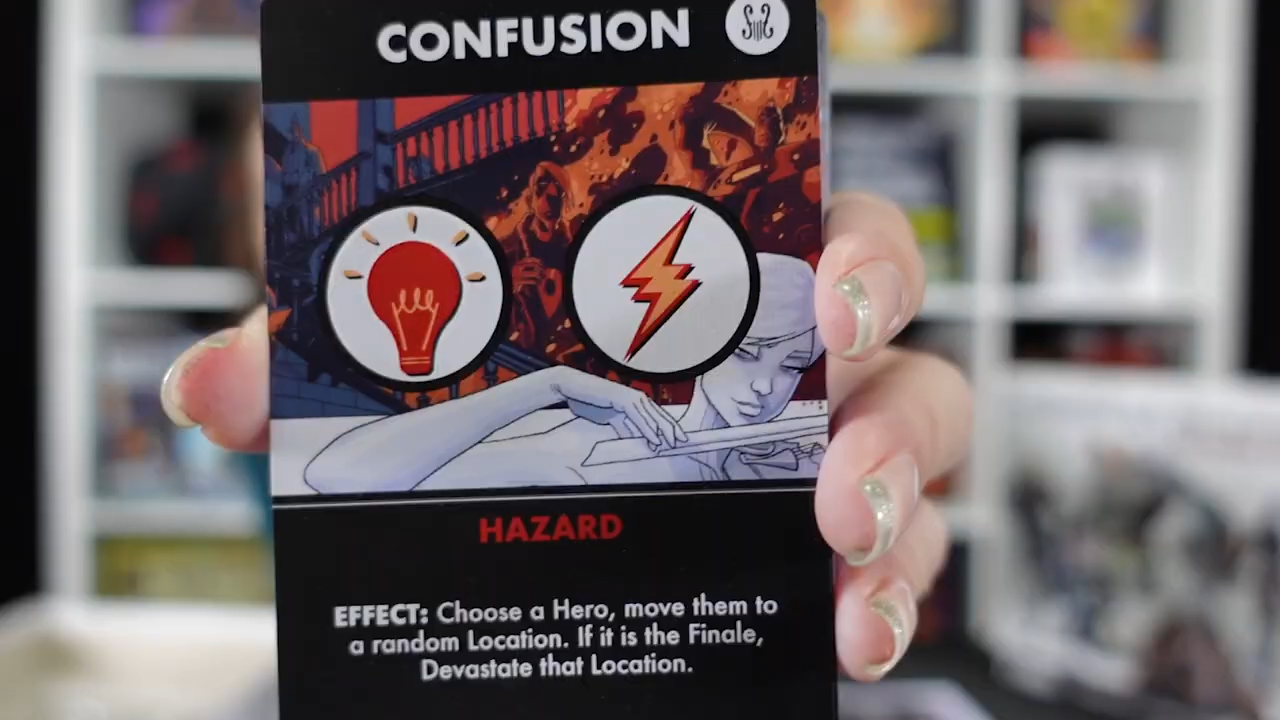 CONFUSION
HAZARD
EFFECT: Choose a Hero, move them to
a random Location. If it is the Finale,
Devastate that Location.